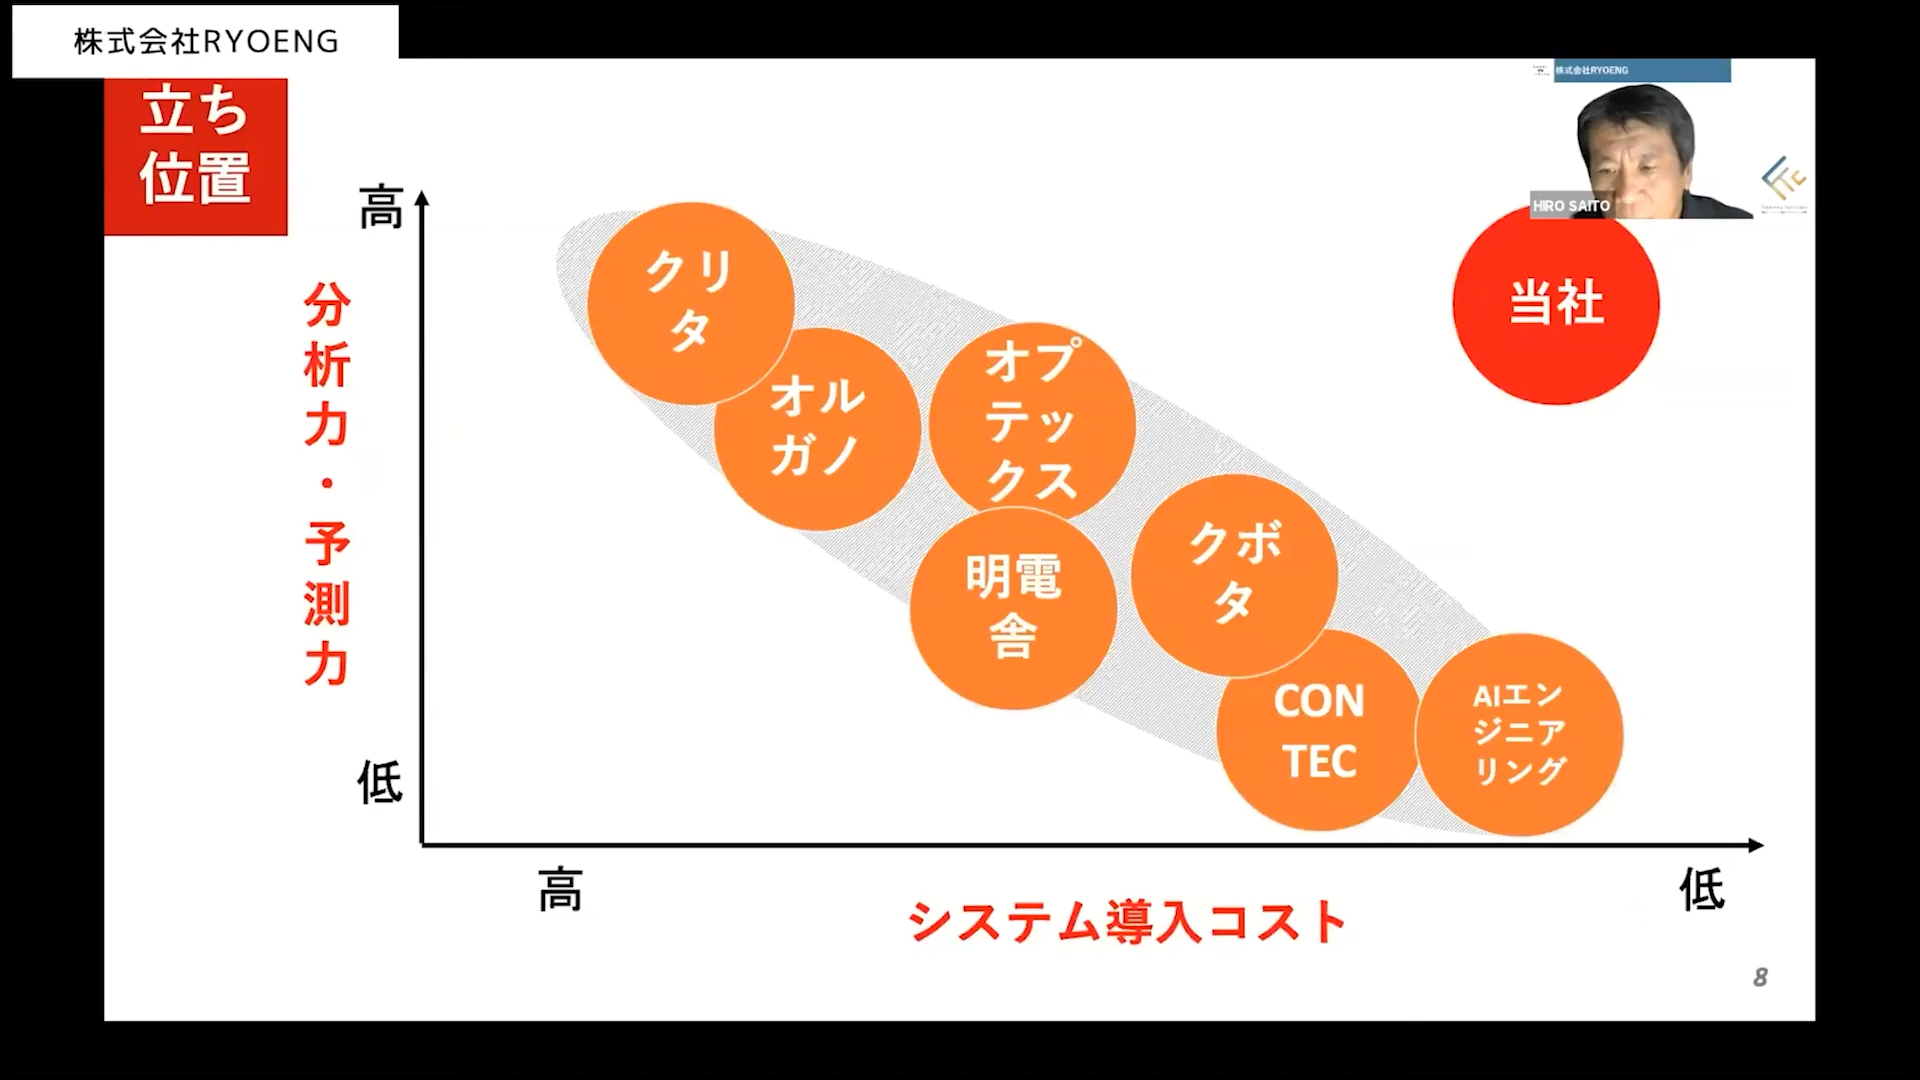 株式会社RYOENG
立ち
位置
株式会社RYOENG
HIRO SAITO
高
分析力・予測力
低
クリ
タ
オル
ガノ
オプ
テッ
クス
明電
舎
クボ
タ
CON
TEC
AIエン
ジニア
リング
当社
高
システム導入コスト
低
8